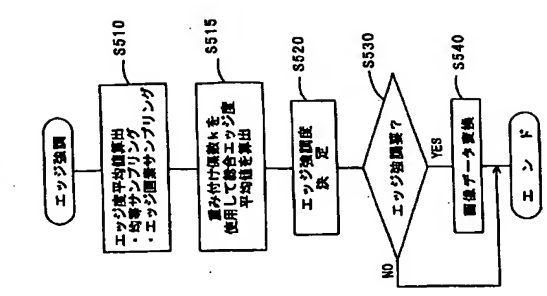 エッジ強調
S510
エッジ度平均値算出
・均等サンプリング
・エッジ画素サンプリング
S515
重み付け係数kを
使用して総合エッジ度
平均値を算出
S520
エッジ強調度
決定
S530
エッジ強調要?
YES
NO
S540
画像データ変換
エンド